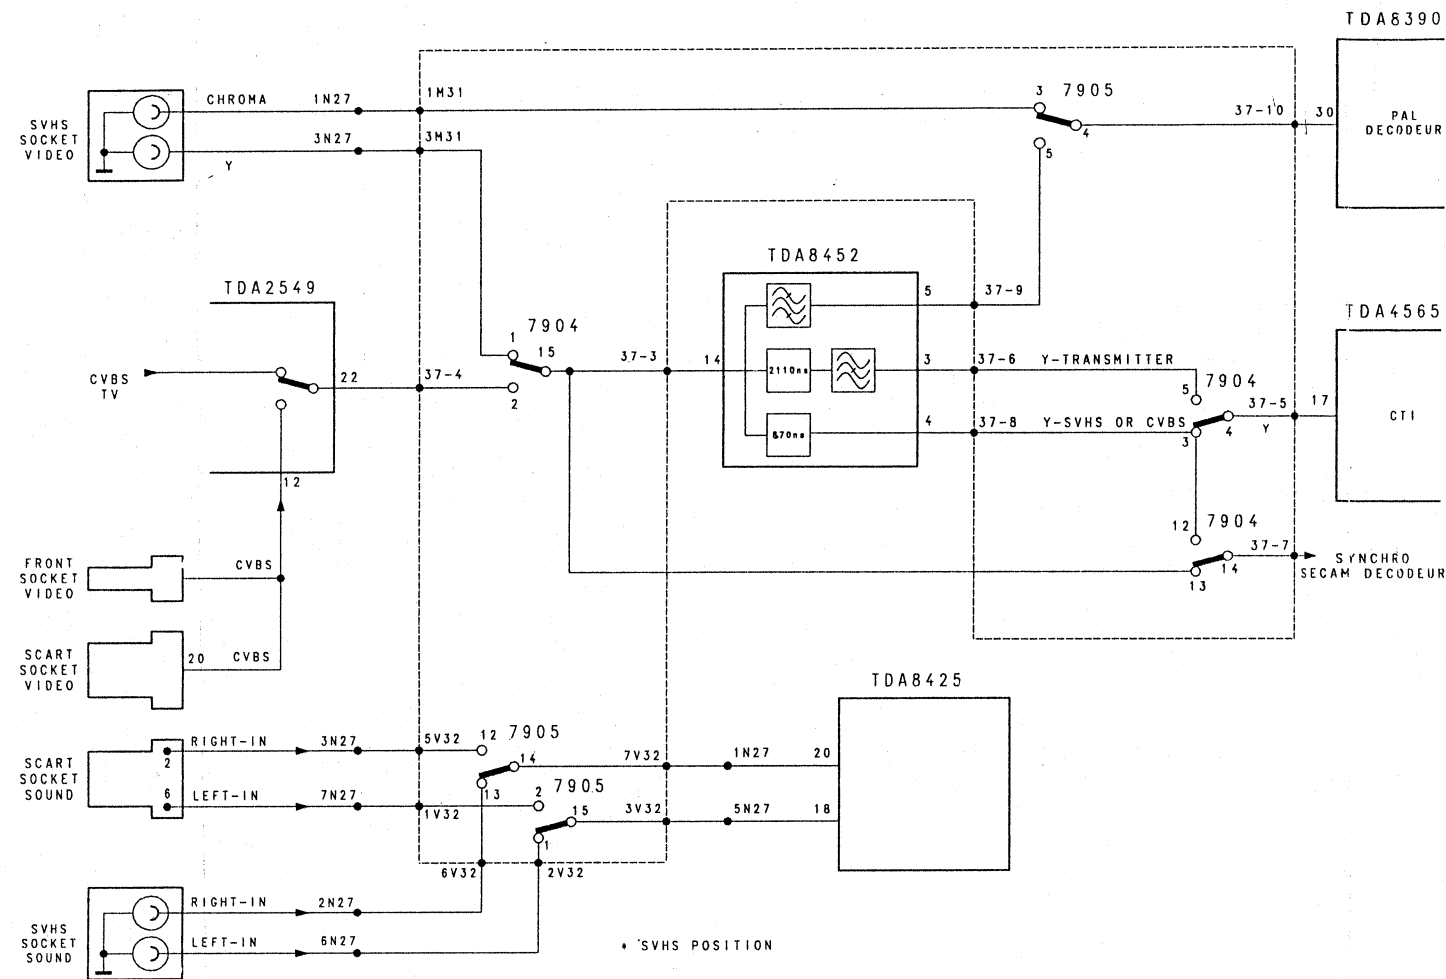 TDA8390
3
7905
CHROMA
1N27
1M31
37-10
30
PAL
DECODEUR
SVHS
SOCKET
VIDEO
3N27
3M31
4
Y
5
TDA8452
TDA2549
5
37-9
TDA4565
7904
1
15
37-3
14
3
37-6
Y-TRANSMITTER
22
37-4
2110ns
CVBS
TV
5
7904
2
17
37-5
4
37-8
Y-SVHS OR CVBS
4
Y
CTI
870ns
3
12
12
7904
37-7
FRONT
SOCKET
VIDEO
CVBS
14
SYNCHRO
SECAM DECODEUR
13
SCART
SOCKET
VIDEO
20
CVBS
TDA8425
RIGHT-IN
3N27
5V32
12
7905
2
14
7V32
1N27
20
SCART
SOCKET
SOUND
7905
6
LEFT-IN
7N27
13
2
15
3V32
5N27
18
1V32
1
6V32
2V32
RIGHT-IN
2N27
SVHS
SOCKET
SOUND
LEFT-IN
6N27
* SVHS POSITION